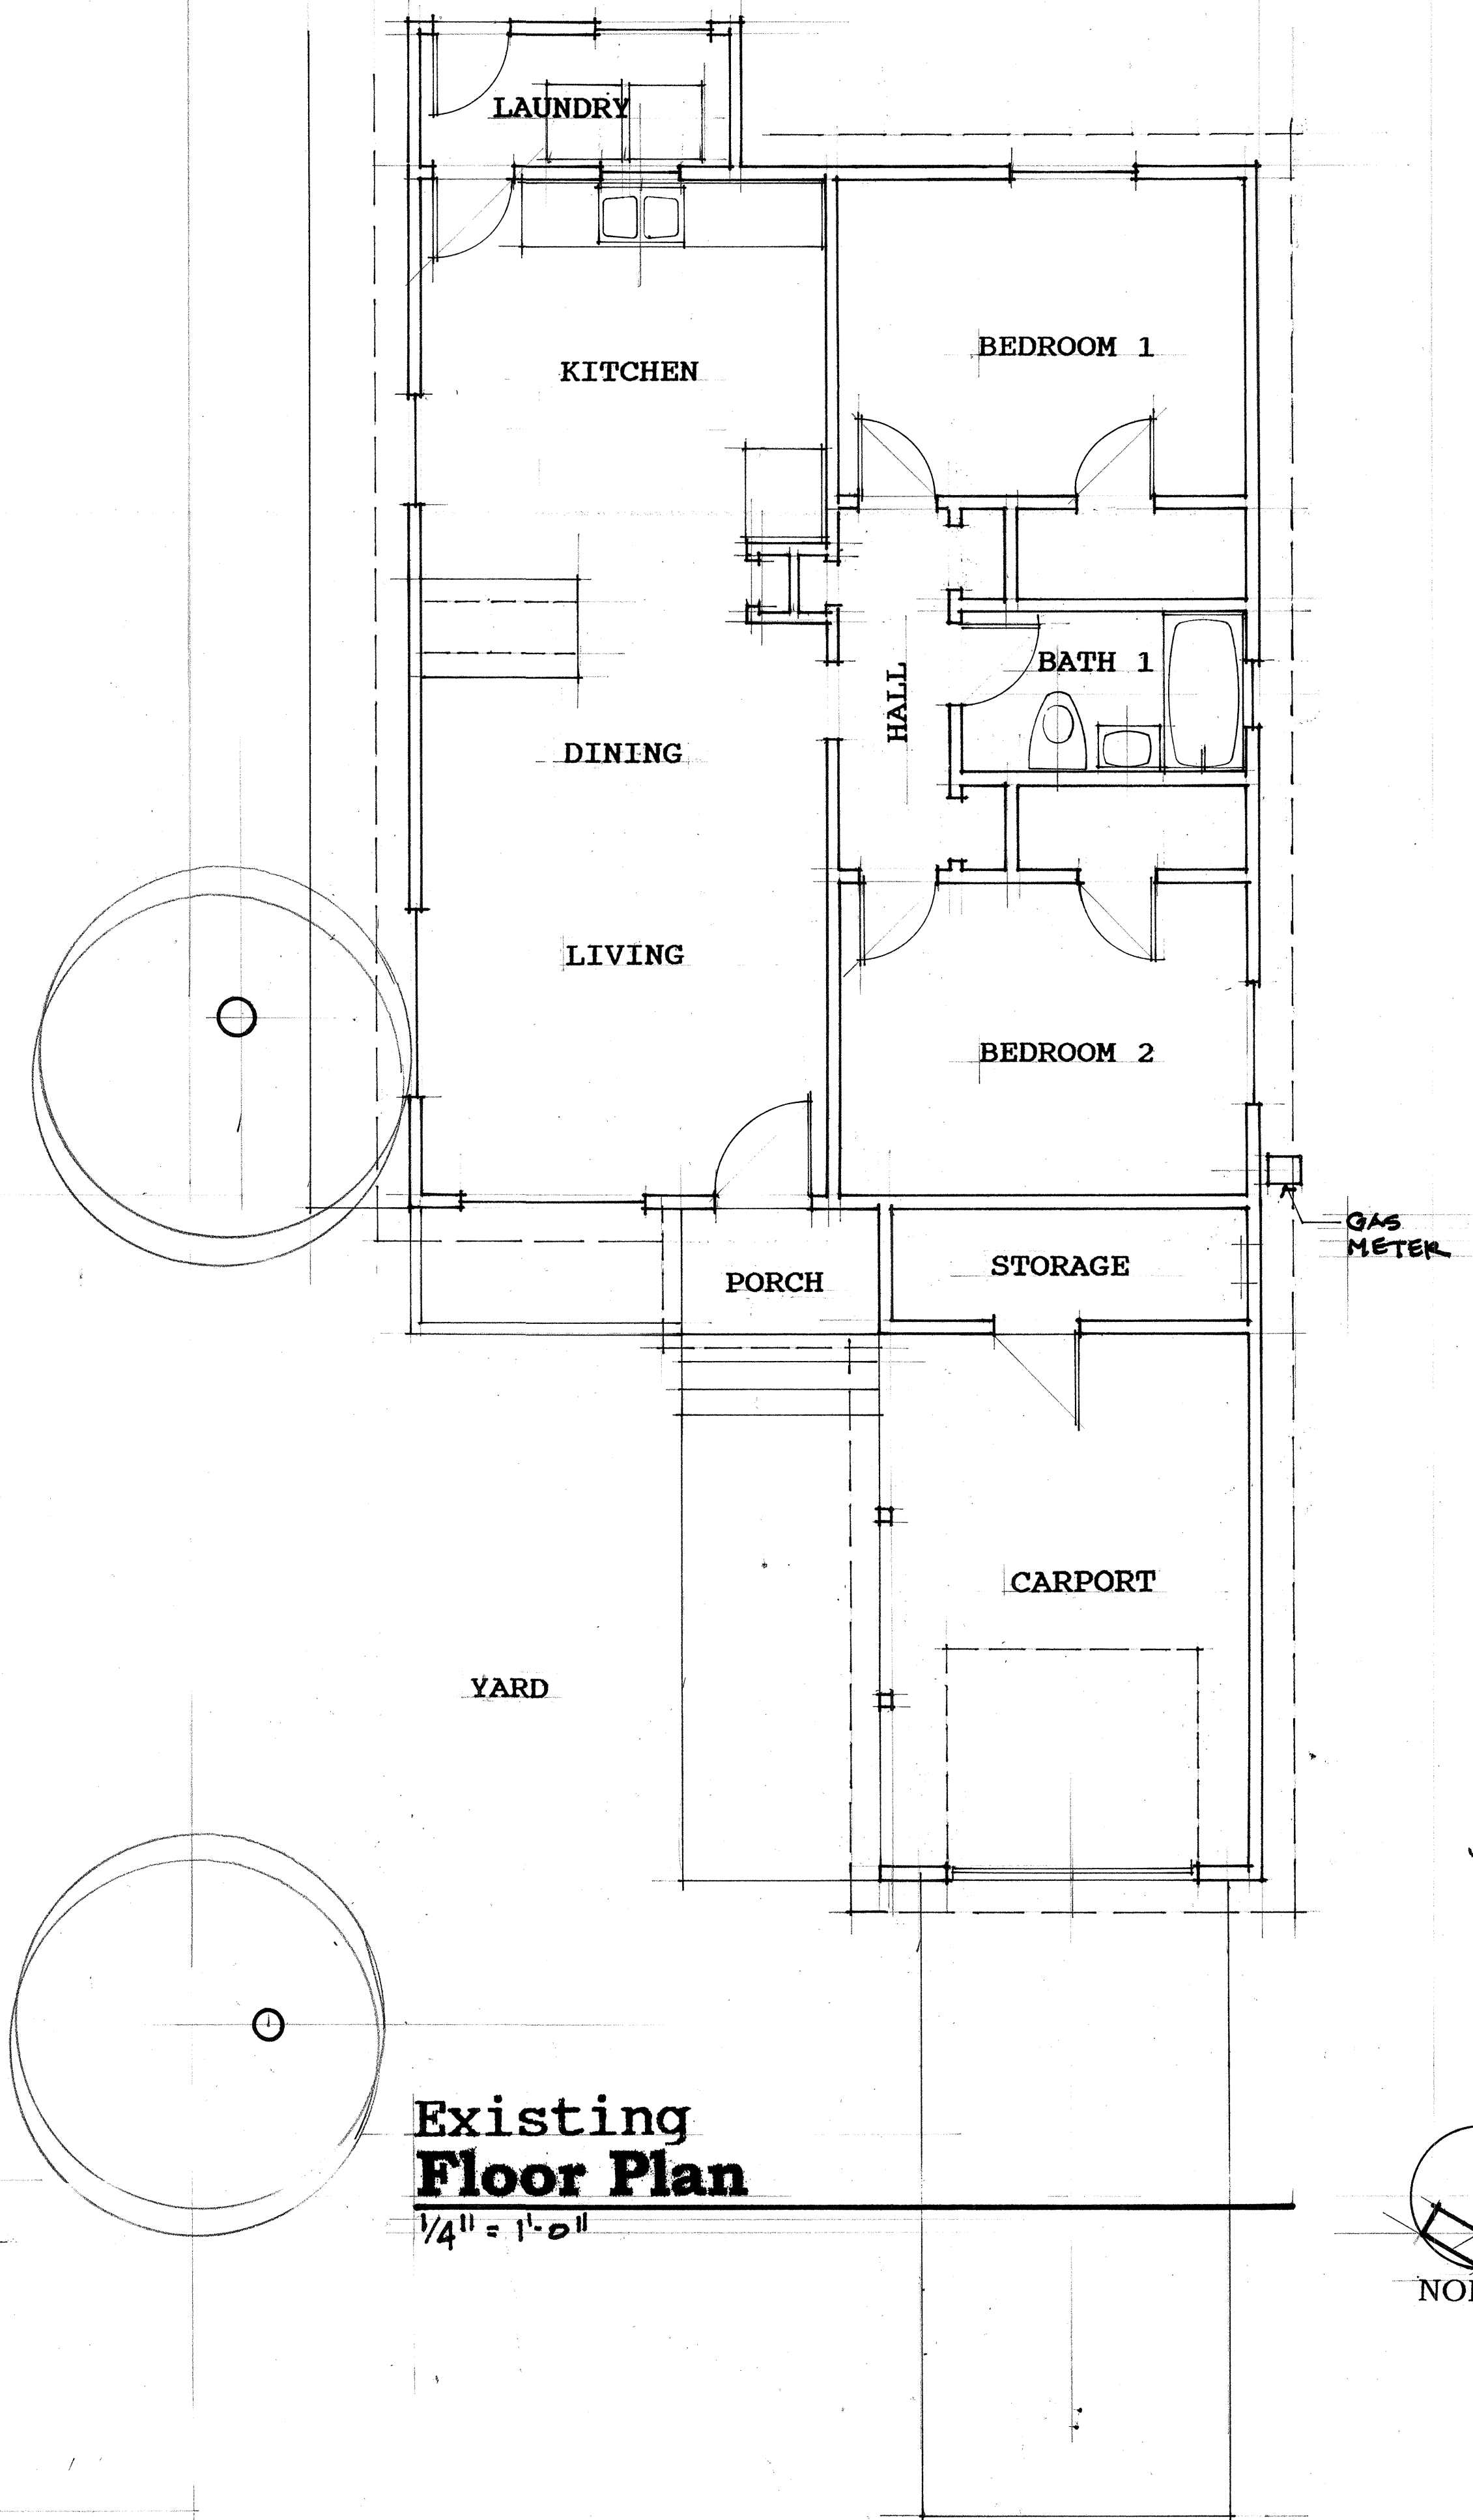 LAUNDRY
KITCHEN
BEDROOM 1
BATH 1
HALL
DINING
LIVING
BEDROOM 2
GAS
METER
STORAGE
PORCH
CARPORT
YARD
Existing
Floor Plan
1/4" = 1'-0"